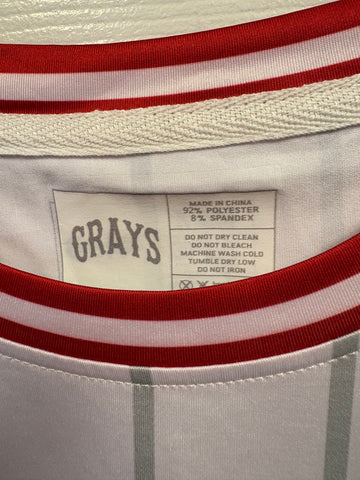 GRAYS
MADE IN CHINA
92% POLYESTER
8% SPANDEX
DO NOT DRY CLEAN
DO NOT BLEACH
MACHINE WASH COLD
TUMBLE DRY LOW
DO NOT IRON